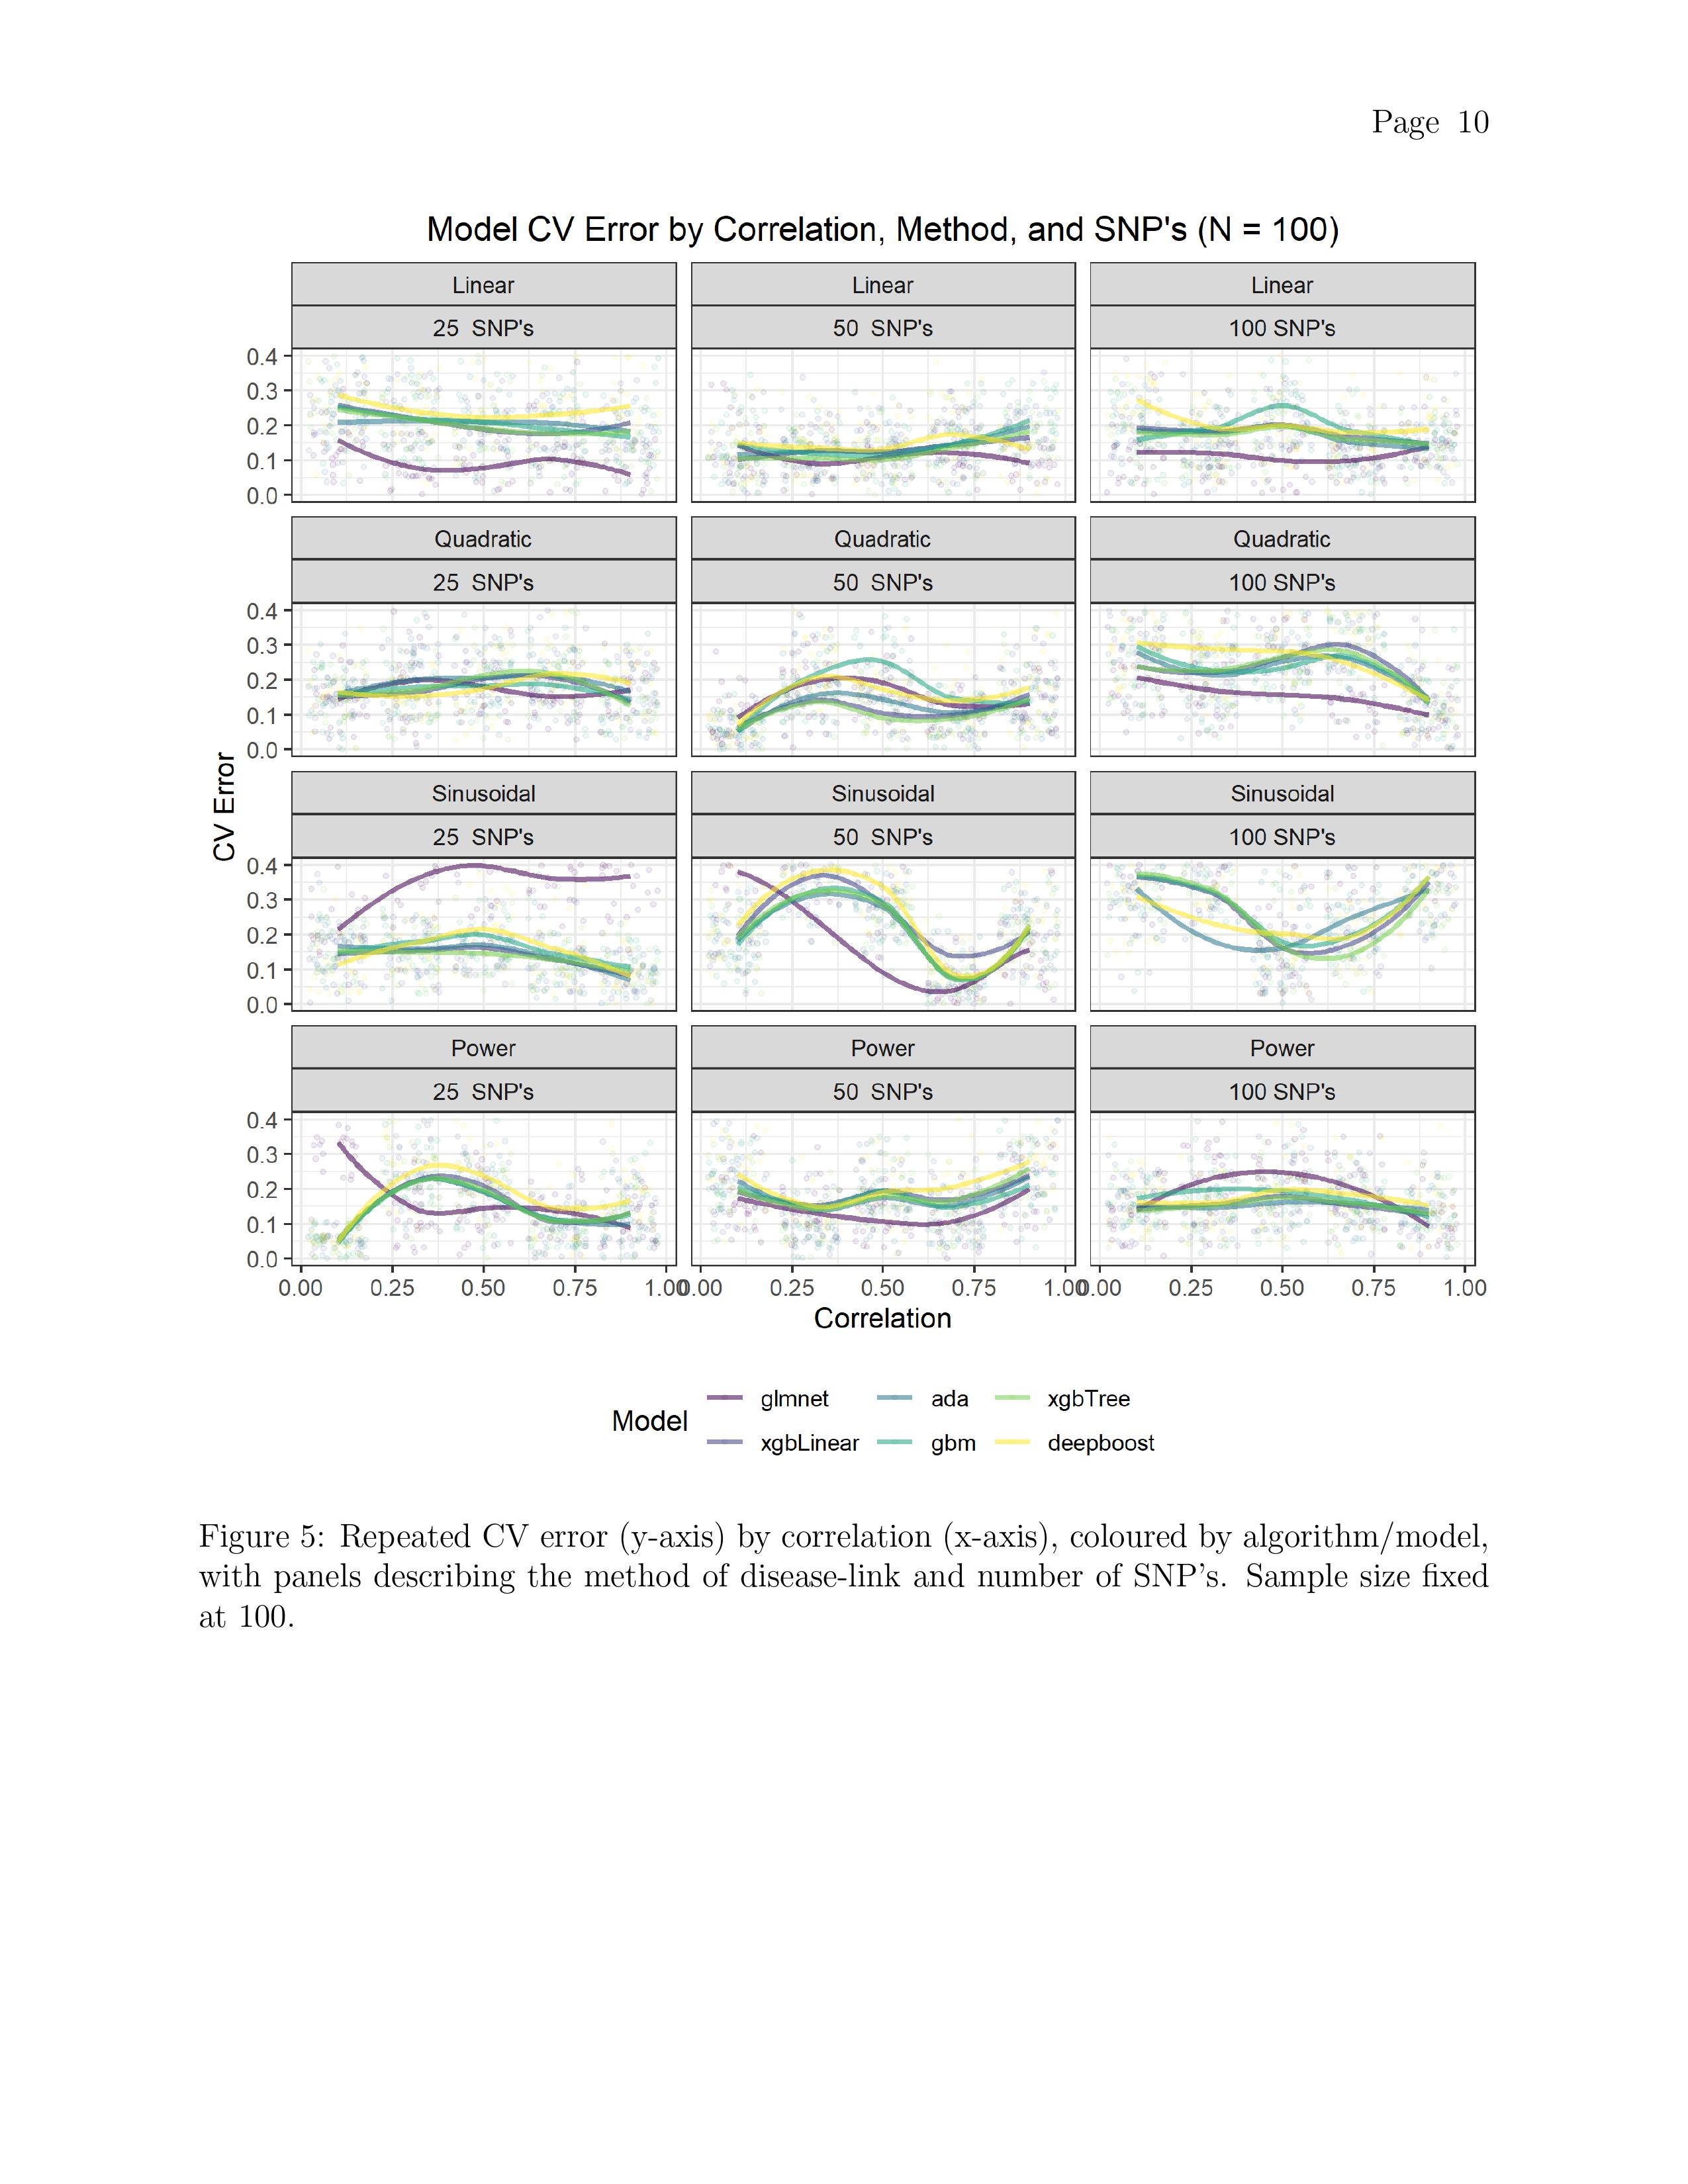 Page 10
Model CV Error by Correlation, Method, and SNP's (N = 100)
Linear
Linear
Linear
25 SNP's
50 SNP's
100 SNP's
0.4
0.3
0.2
0.1
0.0
Quadratic
Quadratic
Quadratic
25 SNP's
50 SNP's
100 SNP's
0.4
0.3
0.2
0.1
0.0
CV Error
Sinusoidal
Sinusoidal
Sinusoidal
25 SNP's
50 SNP's
100 SNP's
0.4
0.3
0.2
0.1
0.0
Power
Power
Power
25 SNP's
50 SNP's
100 SNP's
0.4
0.3
0.2
0.1
0.0
0.00 0.25 0.50 0.75 1.00
0.00 0.25 0.50 0.75 1.00
0.00 0.25 0.50 0.75 1.00
Correlation
Model
glmnet ada xgbTree
xgbLinear gbm deepboost
Figure 5: Repeated CV error (y-axis) by correlation (x-axis), coloured by algorithm/model,
with panels describing the method of disease-link and number of SNP's. Sample size fixed
at 100.